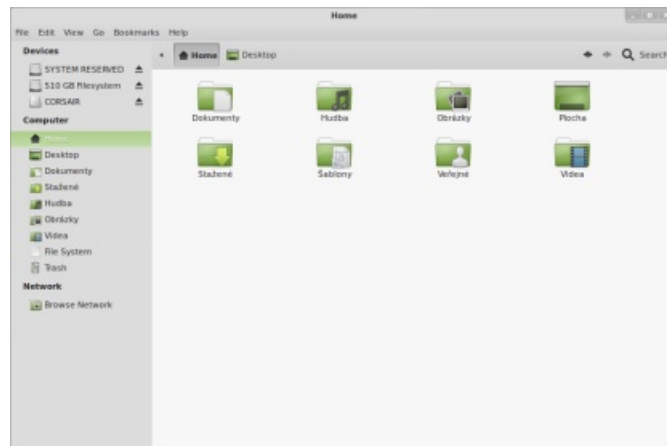 Home
File Edit View Go Bookmarks Help
Devices
SYSTEM RESERVED
510 GB Filesystem
CORSAIR
Computer
Home
Desktop
Dokumenty
Stažené
Hudba
Obrázky
Videa
File System
Trash
Network
Browse Network
Home Desktop Search
Dokumenty Hudba Obrázky Plocha
Stažené Šablony Veřejné Videa